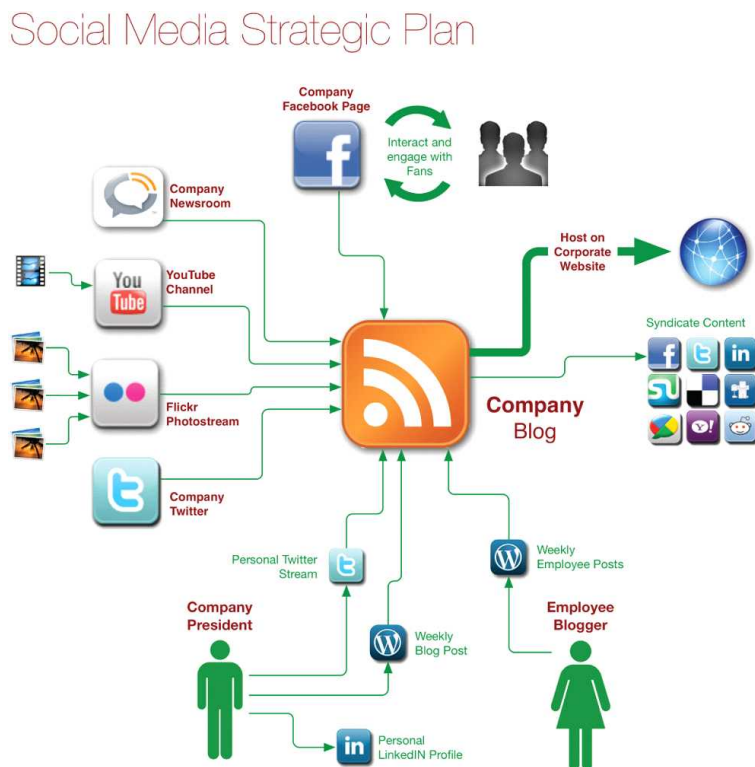 Social Media Strategic Plan
Company
Facebook Page
Interact and
engage with
Fans
Company
Newsroom
Host on
Corporate
Website
YouTube
Channel
You
Tube
Syndicate Content
Flickr
Photostream
Company
Blog
Company
Twitter
Personal Twitter
Stream
Weekly
Employee Posts
Company
President
Employee
Blogger
Weekly
Blog Post
Personal
LinkedIN Profile